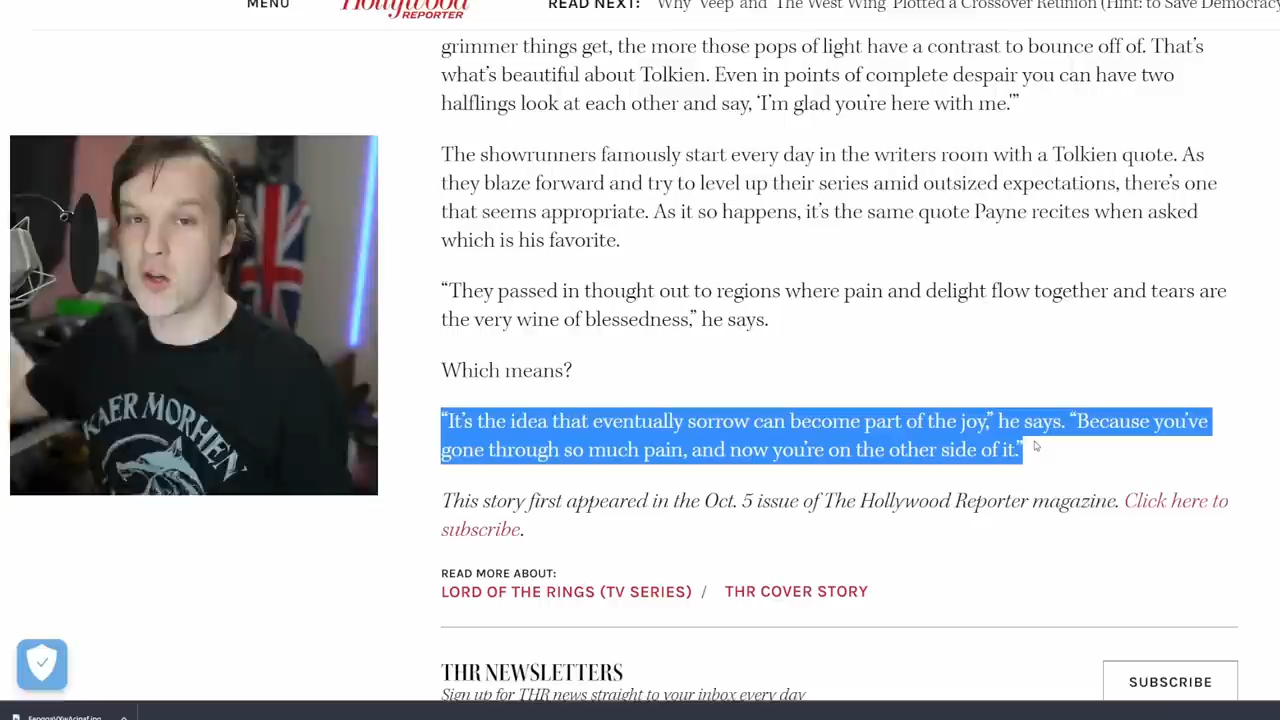 MENU
Hollywood
REPORTER
READ NEXT: Why 'Veep' and 'The West Wing' Plotted a Crossover Reunion (Hint: to Save Democracy
grimmer things get, the more those pops of light have a contrast to bounce off of. That’s
what’s beautiful about Tolkien. Even in points of complete despair you can have two
halflings look at each other and say, ‘I’m glad you’re here with me.’”
The showrunners famously start every day in the writers room with a Tolkien quote. As
they blaze forward and try to level up their series amid outsized expectations, there’s one
that seems appropriate. As it so happens, it’s the same quote Payne recites when asked
which is his favorite.
“They passed in thought out to regions where pain and delight flow together and tears are
the very wine of blessedness,” he says.
Which means?
“It’s the idea that eventually sorrow can become part of the joy,” he says. “Because you’ve
gone through so much pain, and now you’re on the other side of it.”
KAER MORHEN
This story first appeared in the Oct. 5 issue of The Hollywood Reporter magazine. Click here to
subscribe.
READ MORE ABOUT:
LORD OF THE RINGS (TV SERIES) / THR COVER STORY
THR NEWSLETTERS
Sign up for THR news straight to your inbox every day
SUBSCRIBE